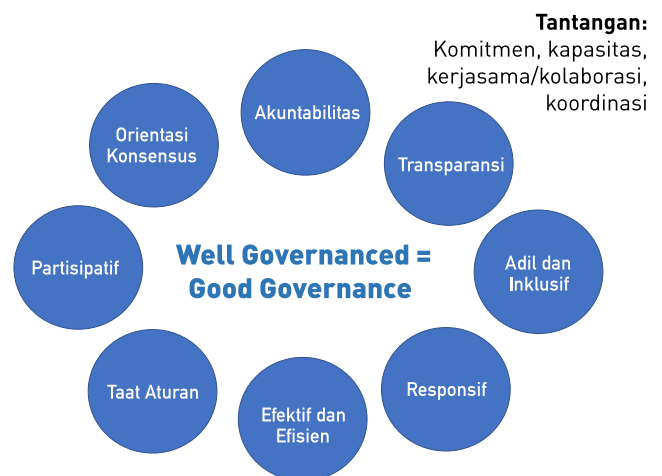 Tantangan:
Komitmen, kapasitas,
kerjasama/kolaborasi,
koordinasi
Akuntabilitas
Orientasi
Konsensus
Transparansi
Partisipatif
Well Governanced =
Good Governance
Adil dan
Inklusif
Taat Aturan
Responsif
Efektif dan
Efisien